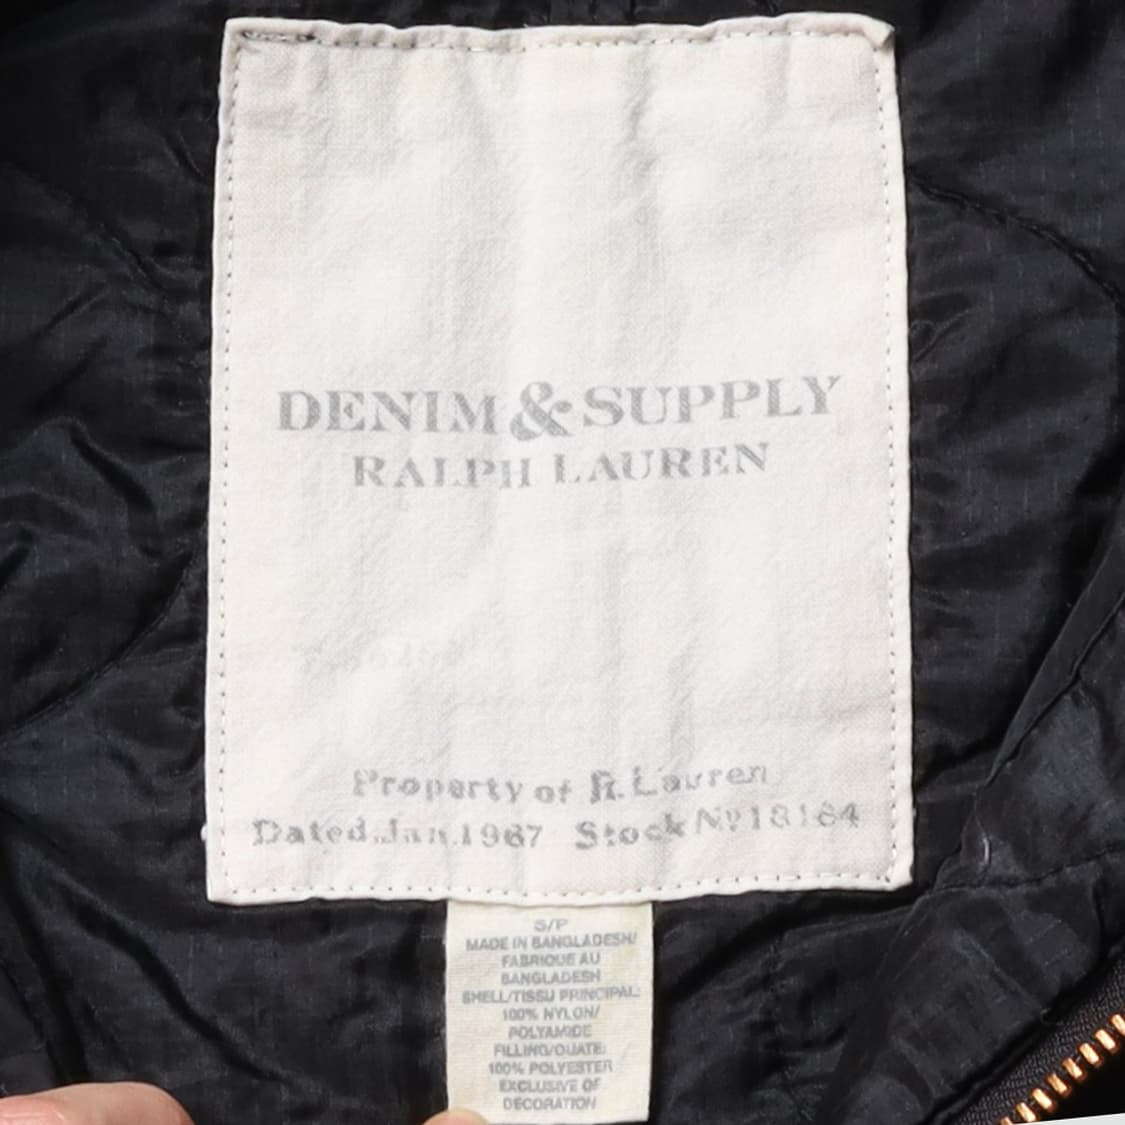 DENIM & SUPPLY
RALPH LAUREN
Property of R. Lauren
Dated Jan. 1967 Stock No 18164
S/P
MADE IN BANGLADESH/
FABRIQUE AU
BANGLADESH
SHELL/TISSU PRINCIPAL:
100% NYLON/
POLYAMIDE
FILLING/OUATE:
100% POLYESTER
EXCLUSIVE OF
DECORATION